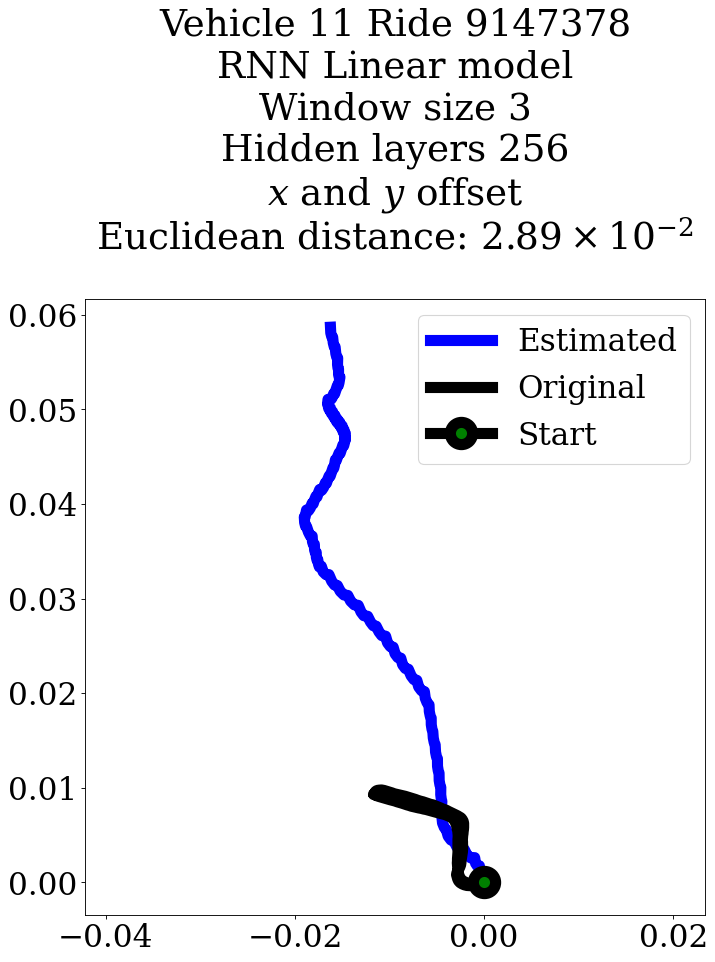 Vehicle 11 Ride 9147378
RNN Linear model
Window size 3
Hidden layers 256
x and y offset
Euclidean distance: 2.89 × 10⁻²
Estimated
Original
Start
0.06
0.05
0.04
0.03
0.02
0.01
0.00
−0.04
−0.02
0.00
0.02